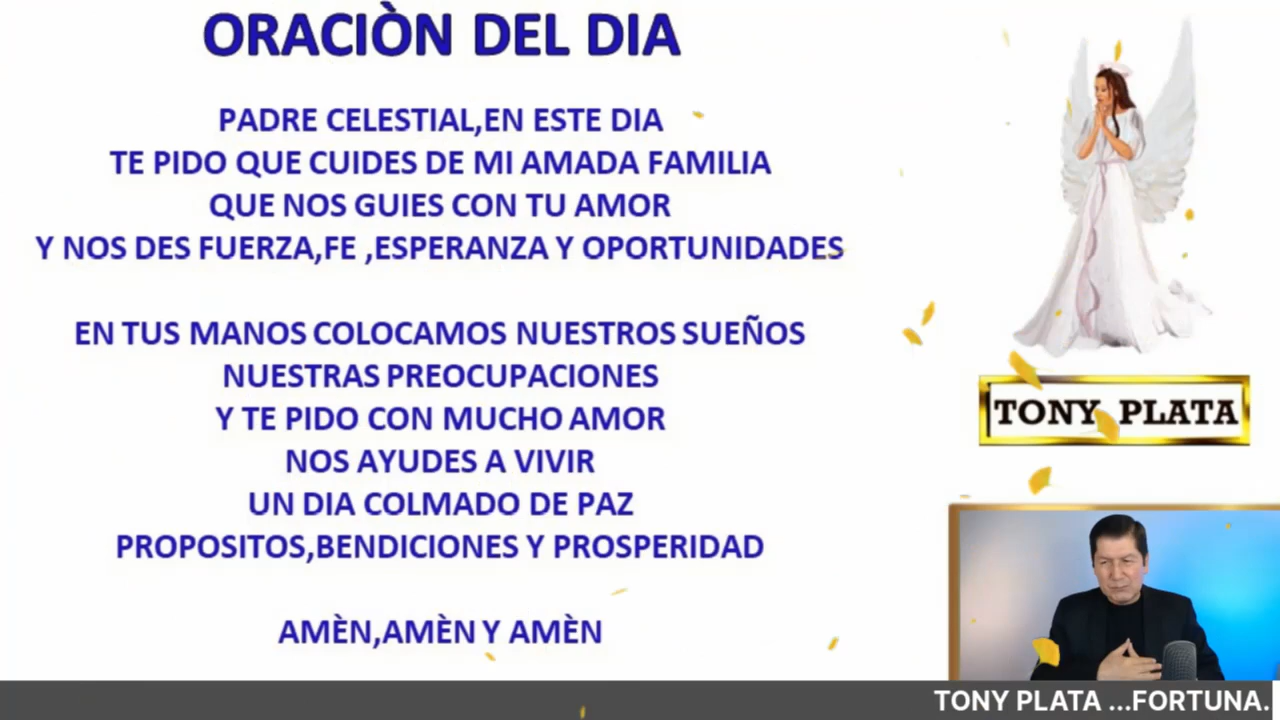 ORACIÒN DEL DIA
PADRE CELESTIAL,EN ESTE DIA
TE PIDO QUE CUIDES DE MI AMADA FAMILIA
QUE NOS GUIES CON TU AMOR
Y NOS DES FUERZA,FE ,ESPERANZA Y OPORTUNIDADES
EN TUS MANOS COLOCAMOS NUESTROS SUEÑOS
NUESTRAS PREOCUPACIONES
Y TE PIDO CON MUCHO AMOR
NOS AYUDES A VIVIR
UN DIA COLMADO DE PAZ
PROPOSITOS,BENDICIONES Y PROSPERIDAD
AMÈN,AMÈN Y AMÈN
TONY PLATA
TONY PLATA ...FORTUNA.